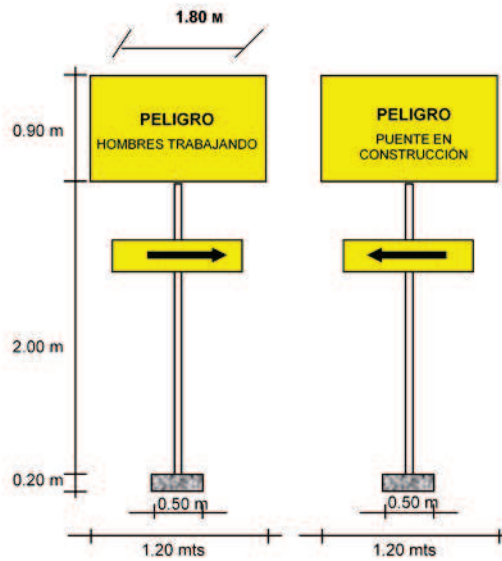 1.80 M
0.90 m
PELIGRO
HOMBRES TRABAJANDO
PELIGRO
PUENTE EN
CONSTRUCCIÓN
2.00 m
0.20 m
0.50 m
0.50 m
1.20 mts
1.20 mts